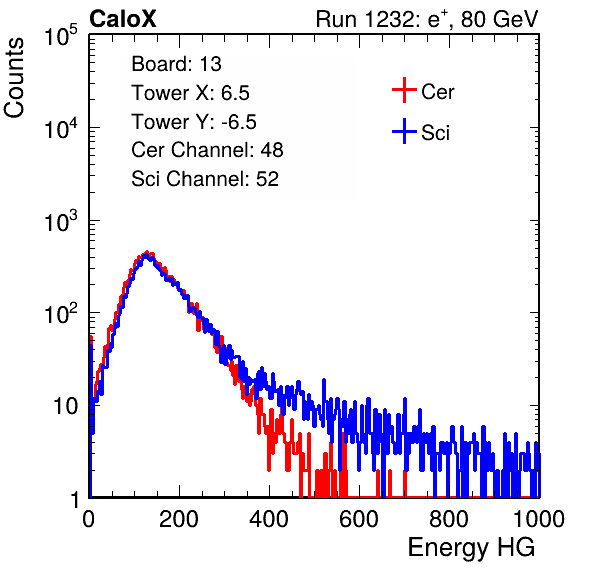 CaloX Run 1232: e⁺, 80 GeV
Counts
Board: 13
Tower X: 6.5
Tower Y: -6.5
Cer Channel: 48
Sci Channel: 52
Cer
Sci
10⁵
10⁴
10³
10²
10
1
0 200 400 600 800 1000
Energy HG